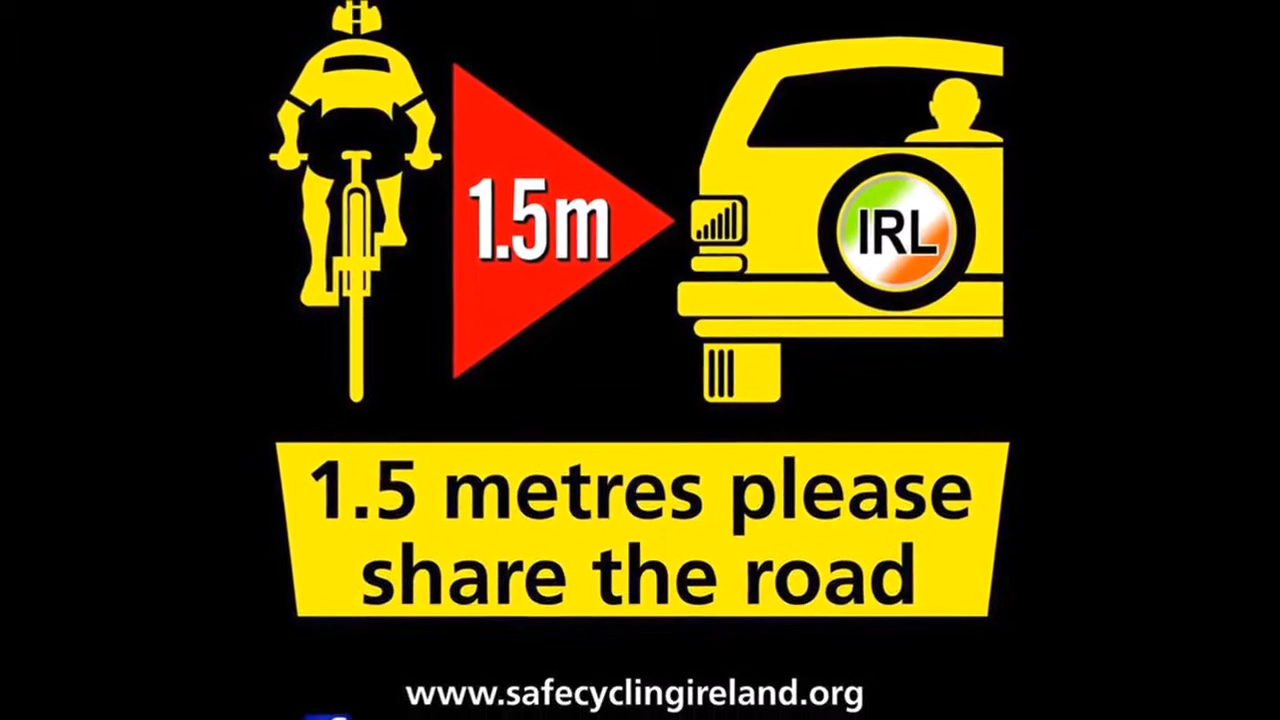 1.5m
IRL
1.5 metres please
share the road
www.safecyclingireland.org